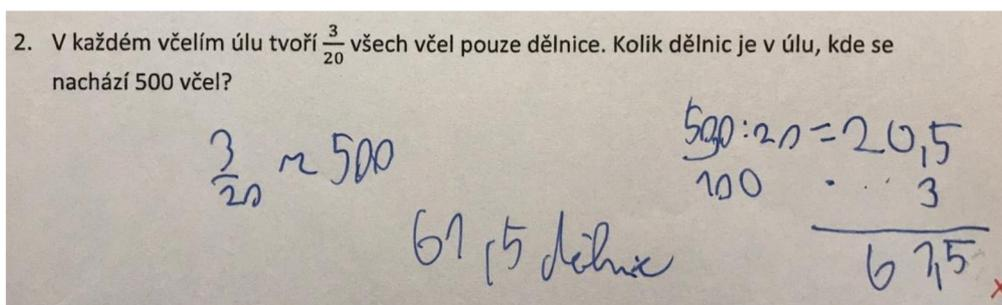 2. V každém včelím úlu tvoří 3/20 všech včel pouze dělnice. Kolik dělnic je v úlu, kde se
nachází 500 včel?
3/20 ~ 500
500:20=20,5
100 · 3
61,5
61,5 dělnic